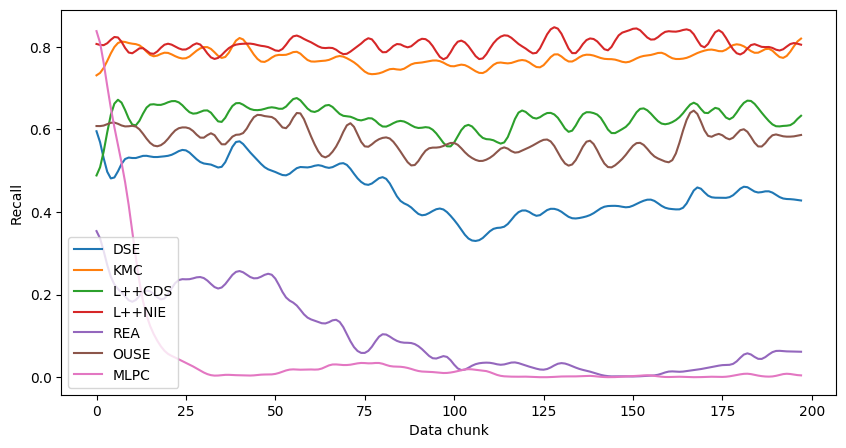 0.8
0.6
0.4
0.2
0.0
Recall
DSE
KMC
L++CDS
L++NIE
REA
OUSE
MLPC
0 25 50 75 100 125 150 175 200
Data chunk